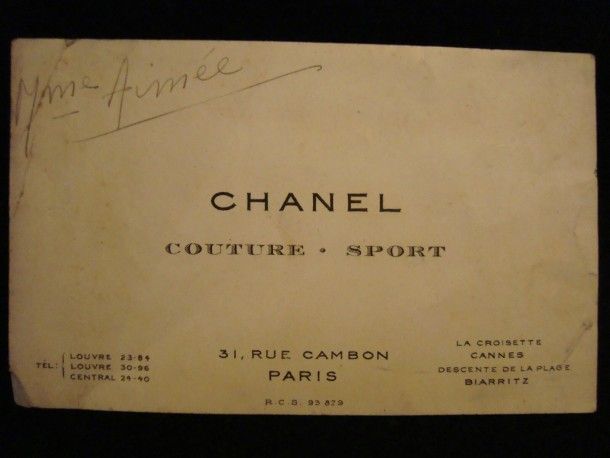 Mme Aimée
CHANEL
COUTURE • SPORT
TÉL:
LOUVRE 23-84
LOUVRE 30-96
CENTRAL 24-40
31, RUE CAMBON
PARIS
R.C.S. 93 829
LA CROISETTE
CANNES
DESCENTE DE LA PLAGE
BIARRITZ